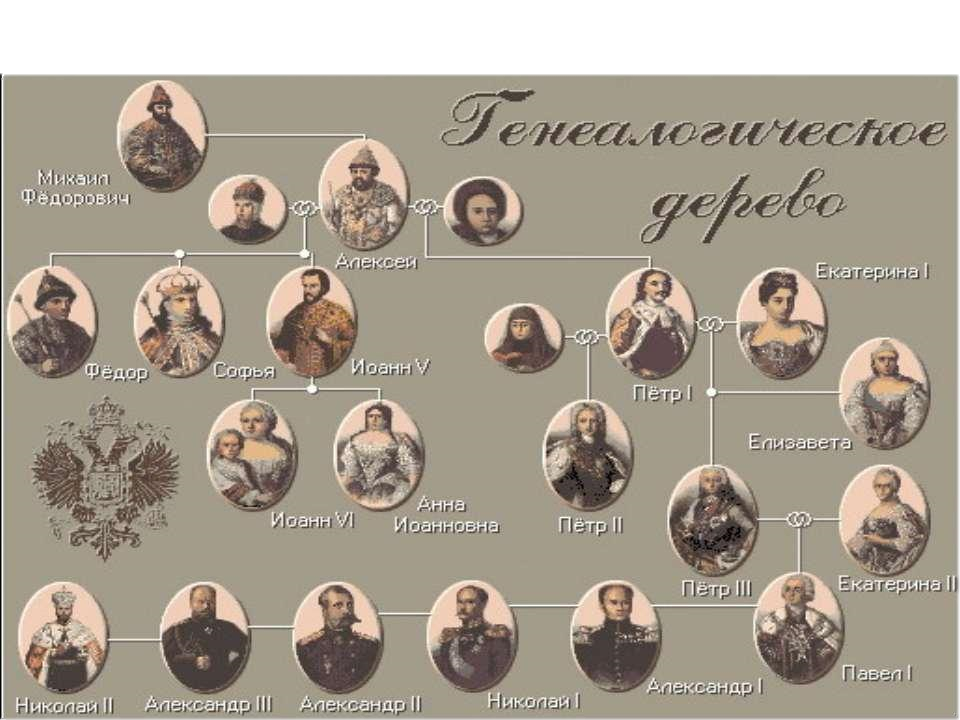 Генеалогическое
дерево
Михаил
Фёдорович
Алексей
Екатерина I
Фёдор
Софья
Иоанн V
Пётр I
Елизавета
Иоанн VI
Анна
Иоанновна
Пётр II
Пётр III
Екатерина II
Николай II
Александр III
Александр II
Николай I
Александр I
Павел I